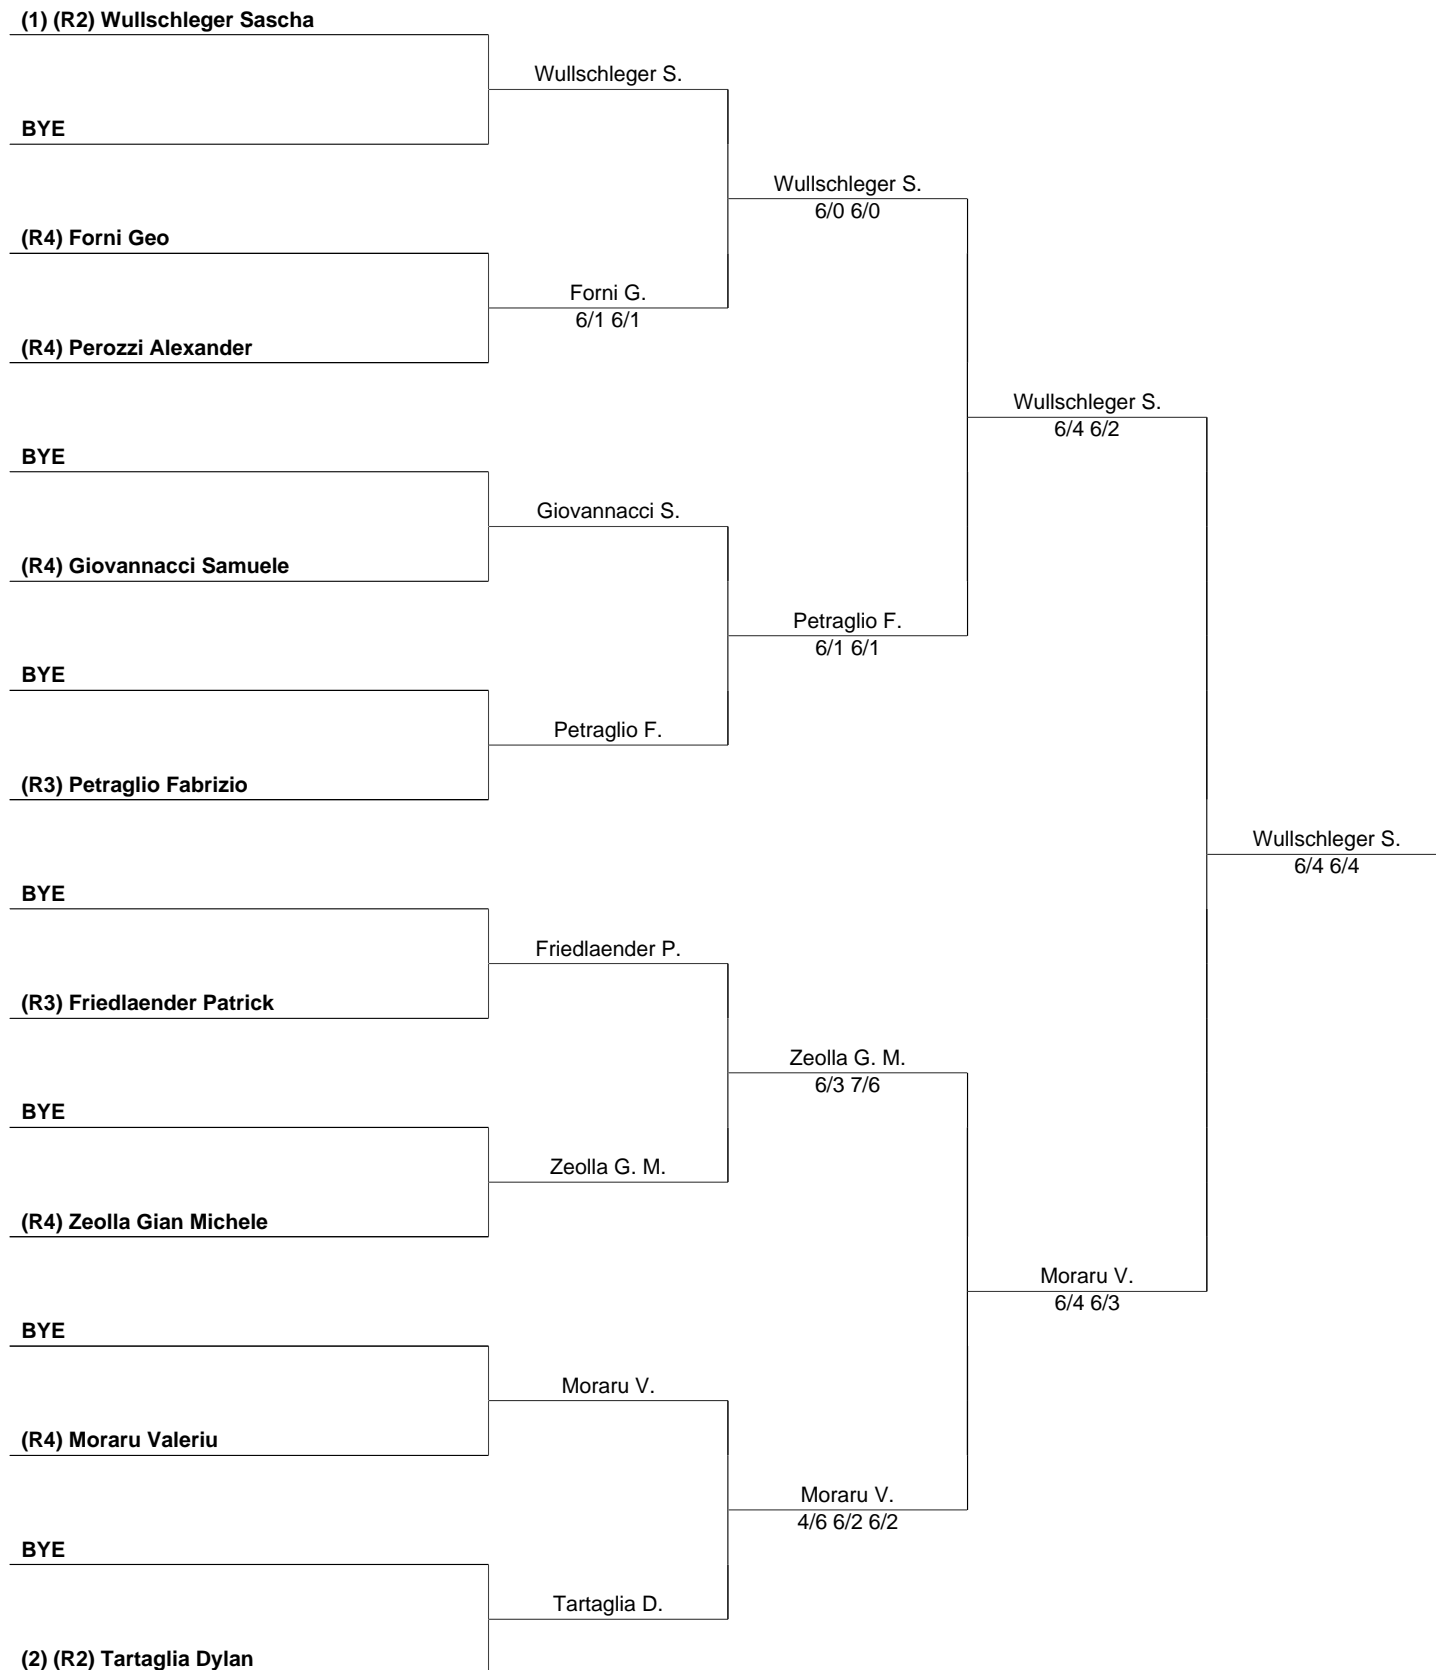 (1) (R2) Wullschleger Sascha
Wullschleger S.
BYE
Wullschleger S.
6/0 6/0
(R4) Forni Geo
Forni G.
6/1 6/1
(R4) Perozzi Alexander
Wullschleger S.
6/4 6/2
BYE
Giovannacci S.
(R4) Giovannacci Samuele
Petraglio F.
6/1 6/1
BYE
Petraglio F.
(R3) Petraglio Fabrizio
Wullschleger S.
6/4 6/4
BYE
Friedlaender P.
(R3) Friedlaender Patrick
Zeolla G. M.
6/3 7/6
BYE
Zeolla G. M.
(R4) Zeolla Gian Michele
Moraru V.
6/4 6/3
BYE
Moraru V.
(R4) Moraru Valeriu
Moraru V.
4/6 6/2 6/2
BYE
Tartaglia D.
(2) (R2) Tartaglia Dylan